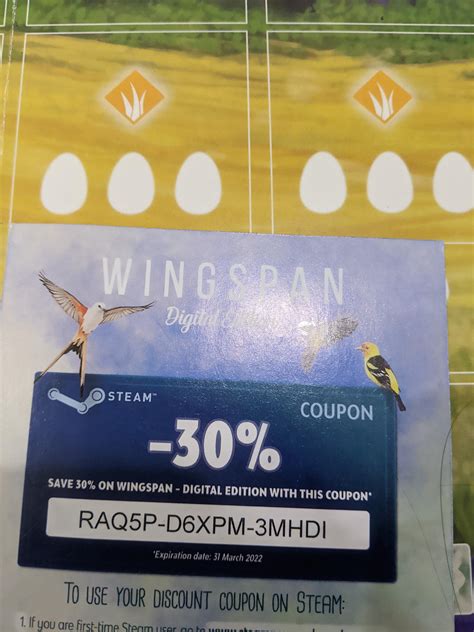 WINGSPAN
Digital Edition
STEAM™
COUPON
-30%
SAVE 30% ON WINGSPAN - DIGITAL EDITION WITH THIS COUPON*
RAQ5P-D6XPM-3MHDI
*Expiration date: 31 March 2022
TO USE YOUR DISCOUNT COUPON ON STEAM:
1. If you are first-time Steam user, go to